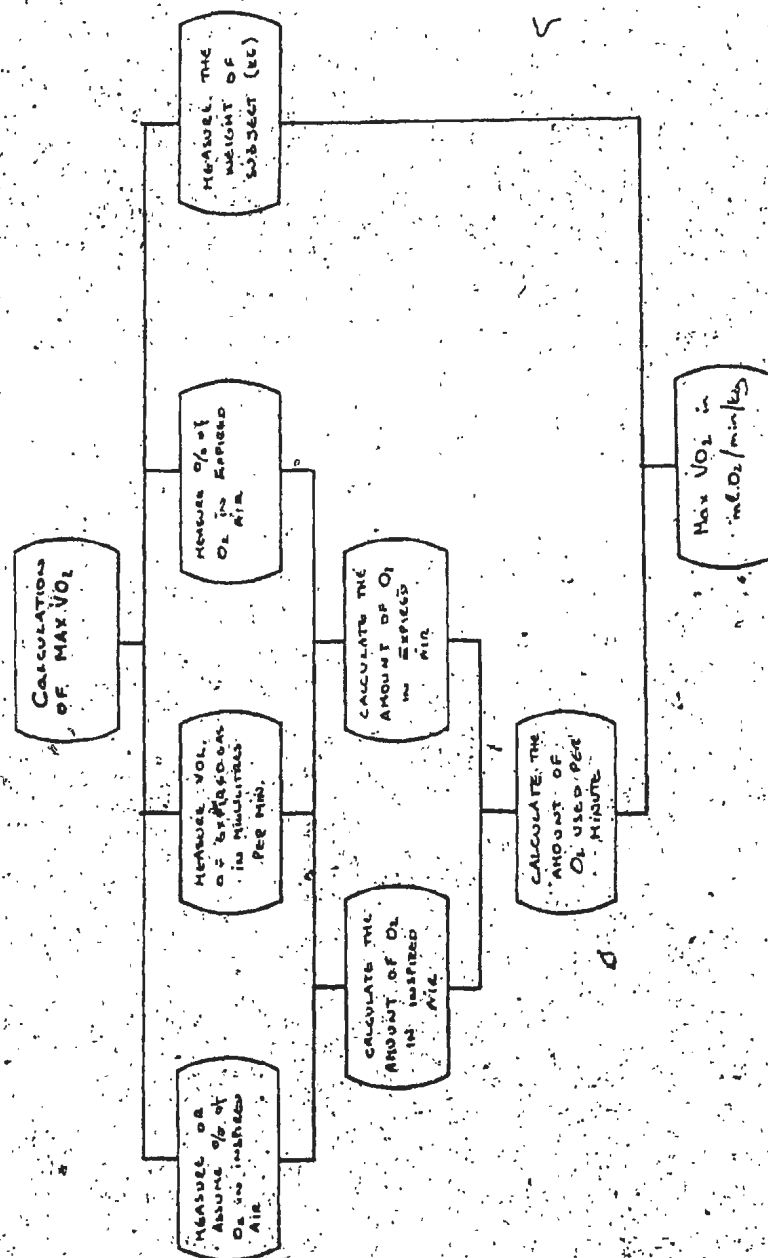 CALCULATION
OF MAX VO2
MEASURE OR
ASSUME % of
O2 IN INSPIRED
AIR
MEASURE VOL.
OF EXPIRED GAS
IN MILLILITRES
PER MIN.
MEASURE % of
O2 IN EXPIRED
AIR
MEASURE THE
WEIGHT OF
SUBJECT (KG)
CALCULATE THE
AMOUNT OF O2
IN INSPIRED
AIR
CALCULATE THE
AMOUNT OF O2
IN EXPIRED
AIR
CALCULATE THE
AMOUNT OF
O2 USED PER
MINUTE
Max VO2 in
ml.O2/min/kg